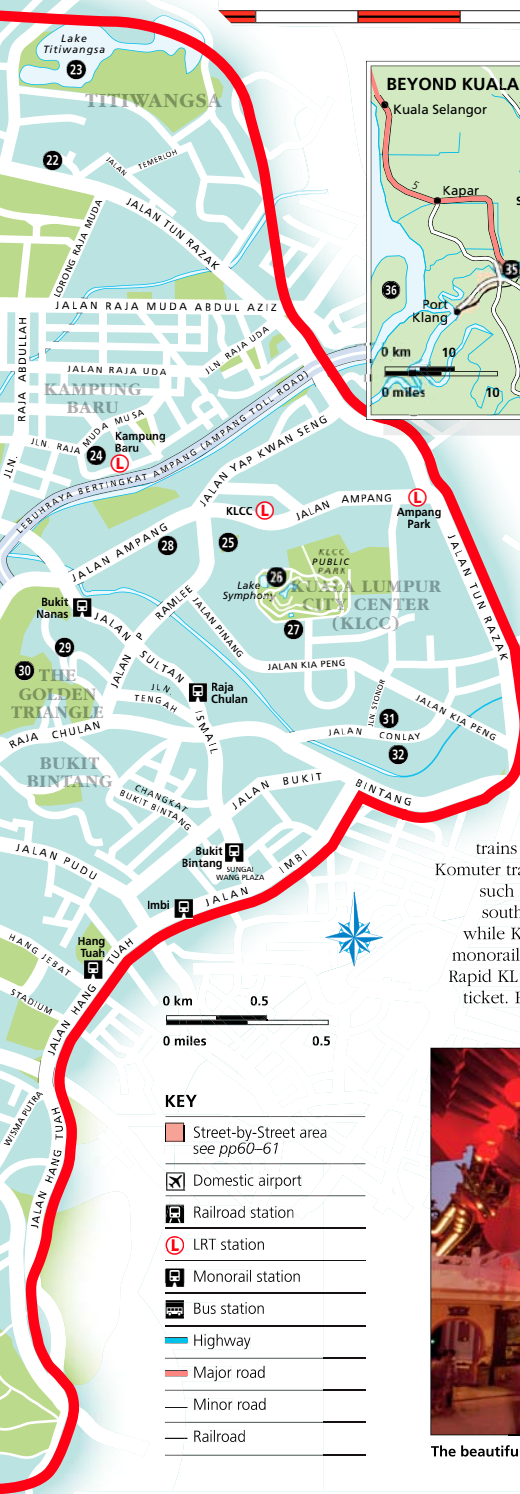 Lake
Titiwangsa
23
TITIWANGSA
22
JALAN TEMERLOH
LORONG RAJA MUDA
JALAN TUN RAZAK
JALAN RAJA MUDA ABDUL AZIZ
RAJA ABDULLAH
JLN. RAJA UDA
JALAN RAJA UDA
KAMPUNG
BARU
JLN. RAJA MUDA MUSA
Kampung
Baru
24
L
JLN.
LEBUHRAYA BERTINGKAT AMPANG (AMPANG TOLL ROAD)
JALAN YAP KWAN SENG
KLCC
L
JALAN AMPANG
L
Ampang
Park
JALAN AMPANG
28
25
KLCC
PUBLIC
PARK
JALAN TUN RAZAK
Lake
Symphony
26
KUALA LUMPUR
CITY CENTER
(KLCC)
Bukit
Nanas
JALAN P RAMLEE
JALAN PINANG
27
29
30
THE
GOLDEN
TRIANGLE
JALAN SULTAN ISMAIL
JALAN KIA PENG
JLN.
TENGAH
Raja
Chulan
JLN STONOR
31
JALAN KIA PENG
RAJA CHULAN
JALAN CONLAY
32
BUKIT
BINTANG
JALAN BUKIT BINTANG
CHANGKAT
BUKIT BINTANG
JALAN PUDU
Bukit
Bintang
SUNGAI
WANG PLAZA
JALAN IMBI
Imbi
Hang
Tuah
HANG JEBAT
STADIUM
JALAN HANG TUAH
WISMA PUTRA
JALAN HANG TUAH
0 km 0.5
0 miles 0.5
BEYOND KUALA
Kuala Selangor
5
Kapar
S
35
36
Port
Klang
0 km 10
0 miles 10
trains
Komuter tra
such
south
while K
monorail
Rapid KL
ticket.
KEY
Street-by-Street area
see pp60–61
Domestic airport
Railroad station
L LRT station
Monorail station
Bus station
Highway
Major road
Minor road
Railroad
The beautifu